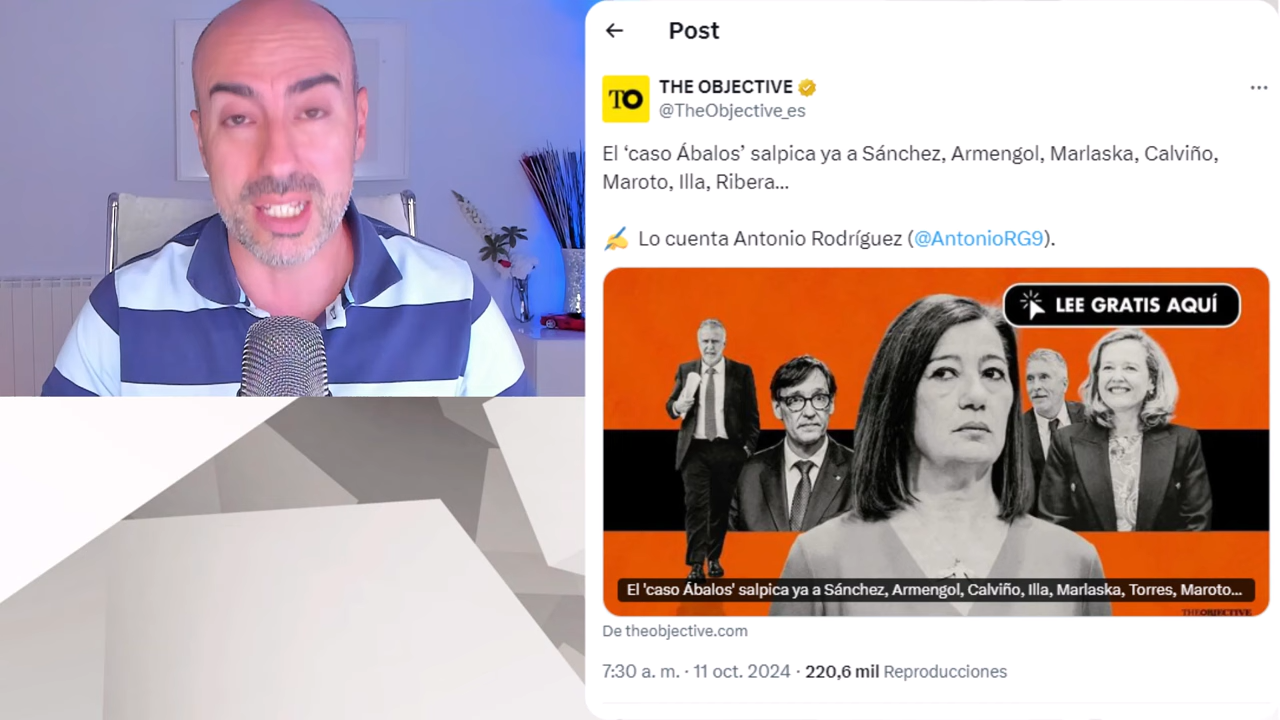 Post
TO
THE OBJECTIVE
@TheObjective_es
El ‘caso Ábalos’ salpica ya a Sánchez, Armengol, Marlaska, Calviño,
Maroto, Illa, Ribera...
Lo cuenta Antonio Rodríguez (@AntonioRG9).
LEE GRATIS AQUÍ
El 'caso Ábalos' salpica ya a Sánchez, Armengol, Calviño, Illa, Marlaska, Torres, Maroto...
THEOBJECTIVE
De theobjective.com
7:30 a. m. · 11 oct. 2024 · 220,6 mil Reproducciones